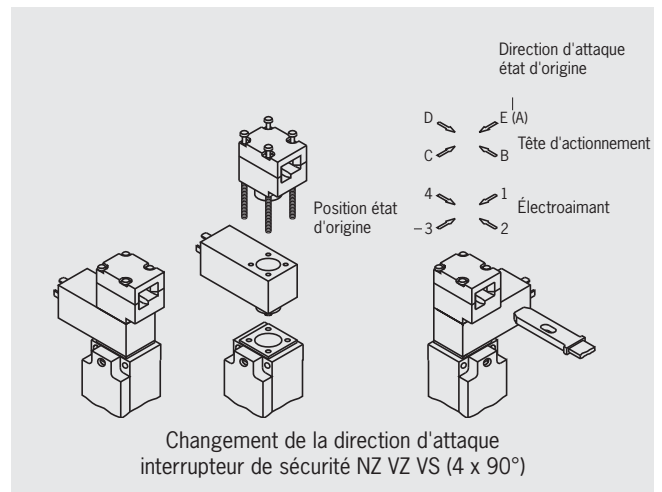 Direction d'attaque
état d'origine
D
E (A)
C
B
Tête d'actionnement
4
1
Électroaimant
Position état
d'origine
– 3
2
Changement de la direction d'attaque
interrupteur de sécurité NZ VZ VS (4 x 90°)